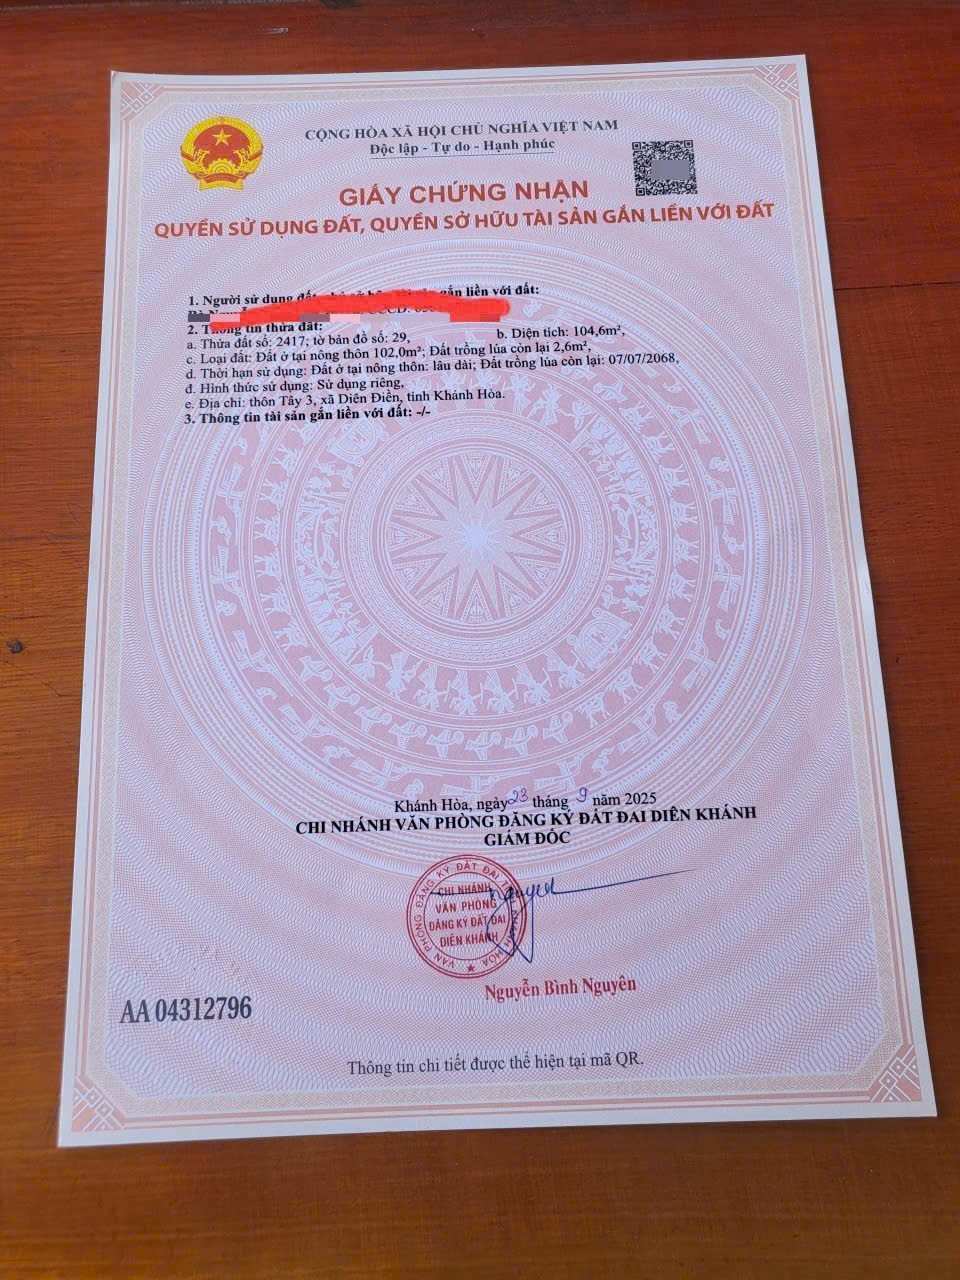 CỘNG HÒA XÃ HỘI CHỦ NGHĨA VIỆT NAM
Độc lập - Tự do - Hạnh phúc
GIẤY CHỨNG NHẬN
QUYỀN SỬ DỤNG ĐẤT, QUYỀN SỞ HỮU TÀI SẢN GẮN LIỀN VỚI ĐẤT
1. Người sử dụng đất gắn liền với đất:
2. Thông tin thửa đất:
a. Thửa đất số: 2417; tờ bản đồ số: 29, b. Diện tích: 104,6m²,
c. Loại đất: Đất ở tại nông thôn 102,0m²; Đất trồng lúa còn lại 2,6m²,
d. Thời hạn sử dụng: Đất ở tại nông thôn: lâu dài; Đất trồng lúa còn lại: 07/07/2068,
đ. Hình thức sử dụng: Sử dụng riêng,
e. Địa chỉ: thôn Tây 3, xã Diên Điền, tỉnh Khánh Hòa.
3. Thông tin tài sản gắn liền với đất: -/-
Khánh Hòa, ngày 23 tháng 9 năm 2025
CHI NHÁNH VĂN PHÒNG ĐĂNG KÝ ĐẤT ĐAI DIÊN KHÁNH
GIÁM ĐỐC
VĂN PHÒNG ĐĂNG KÝ ĐẤT ĐAI KHÁNH HÒA
CHI NHÁNH
VĂN PHÒNG
ĐĂNG KÝ ĐẤT ĐAI
DIÊN KHÁNH
Nguyễn Bình Nguyên
AA 04312796
Thông tin chi tiết được thể hiện tại mã QR.